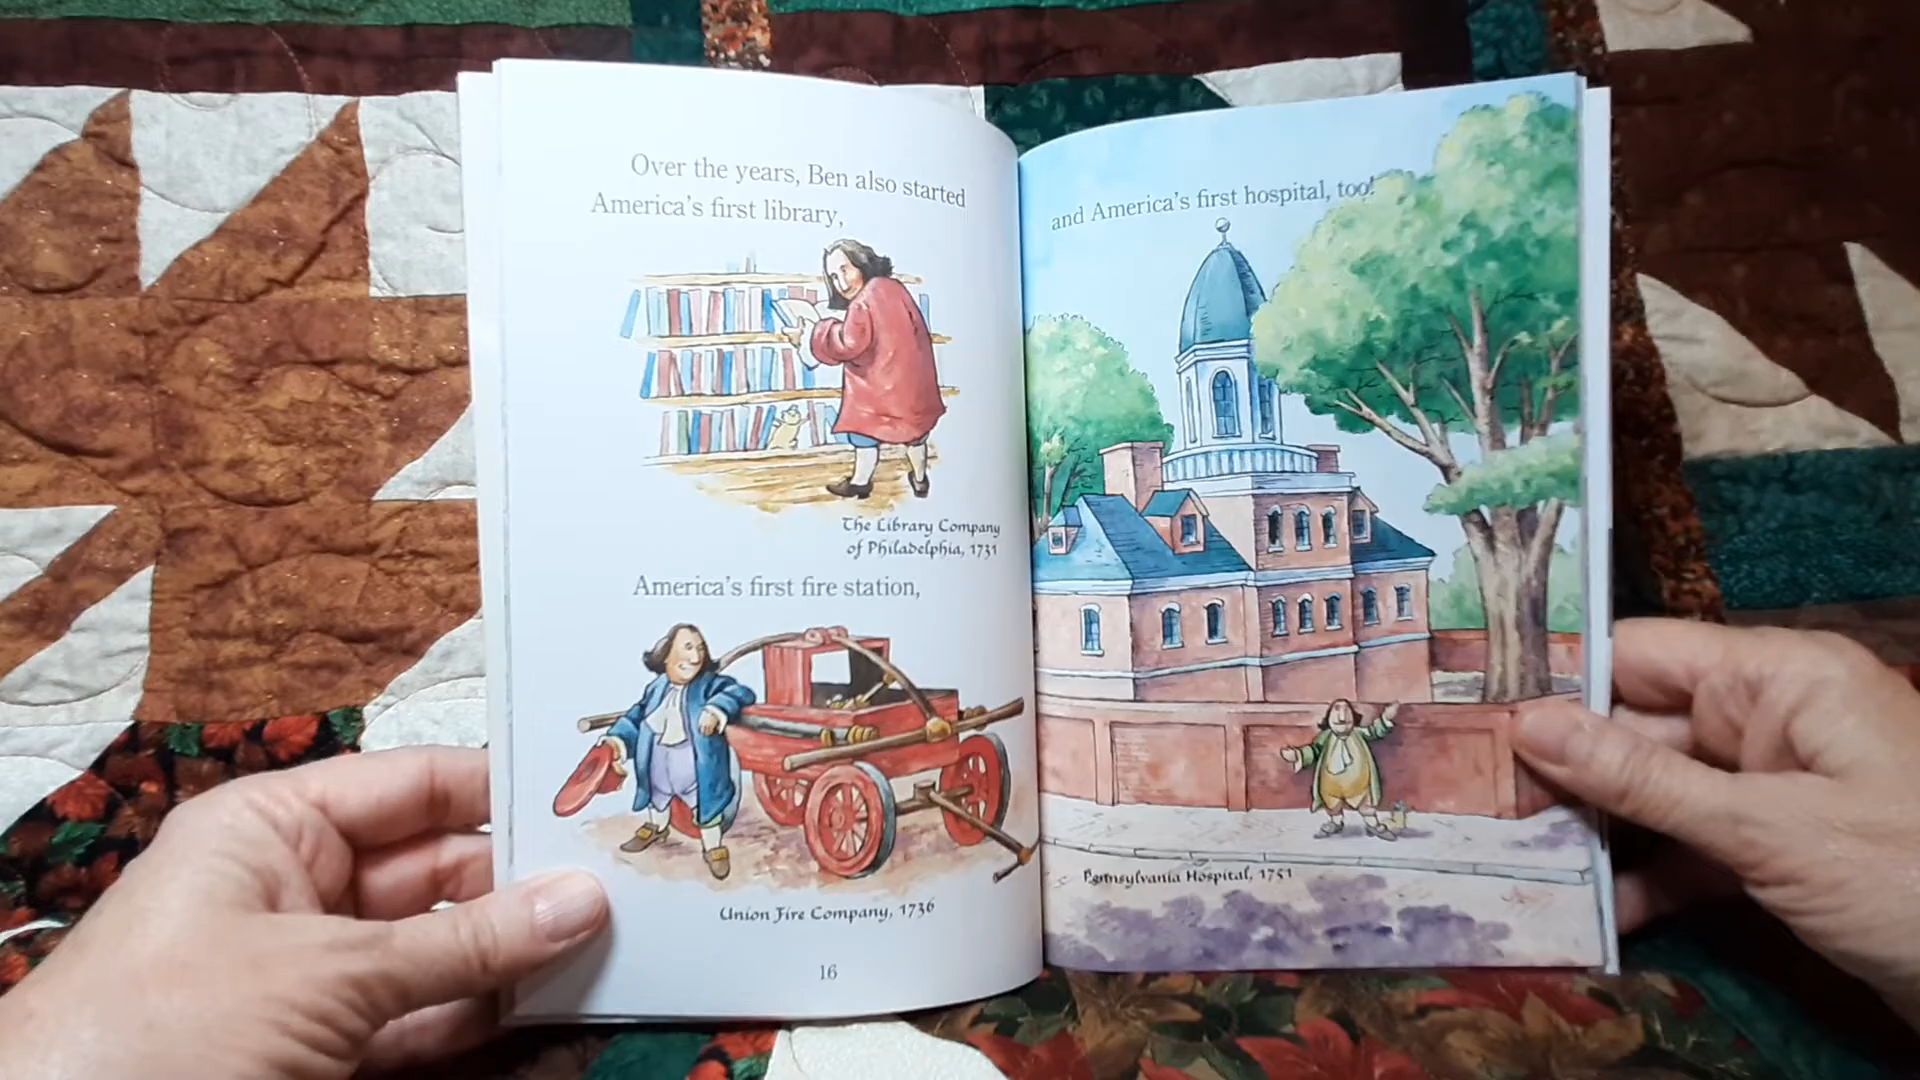 Over the years, Ben also started
America's first library,
The Library Company
of Philadelphia, 1731
America's first fire station,
Union Fire Company, 1736
16
and America's first hospital, too!
Pennsylvania Hospital, 1751